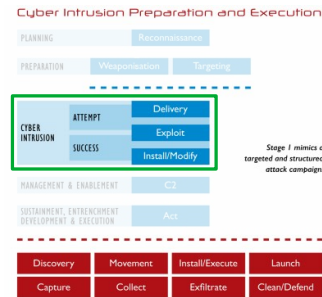 Cyber Intrusion Preparation and Execution
PLANNING
Reconnaissance
PREPARATION
Weaponisation
Targeting
CYBER
INTRUSION
ATTEMPT
SUCCESS
Delivery
Exploit
Install/Modify
Stage 1 mimics a
targeted and structured
attack campaign
MANAGEMENT & ENABLEMENT
C2
SUSTAINMENT, ENTRENCHMENT
DEVELOPMENT & EXECUTION
Act
Discovery
Movement
Install/Execute
Launch
Capture
Collect
Exfiltrate
Clean/Defend